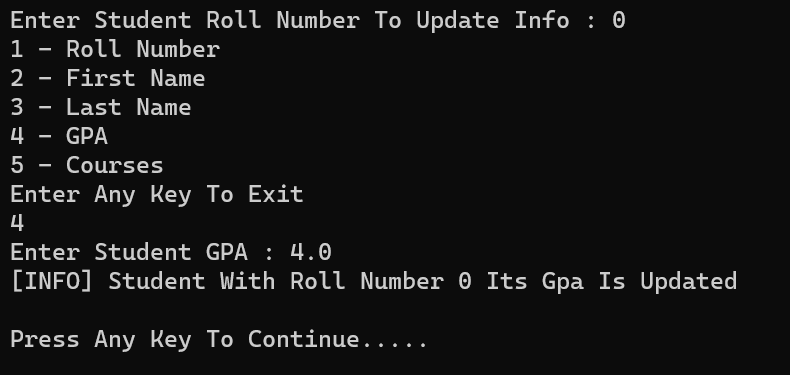 Enter Student Roll Number To Update Info : 0
1 - Roll Number
2 - First Name
3 - Last Name
4 - GPA
5 - Courses
Enter Any Key To Exit
4
Enter Student GPA : 4.0
[INFO] Student With Roll Number 0 Its Gpa Is Updated
Press Any Key To Continue.....